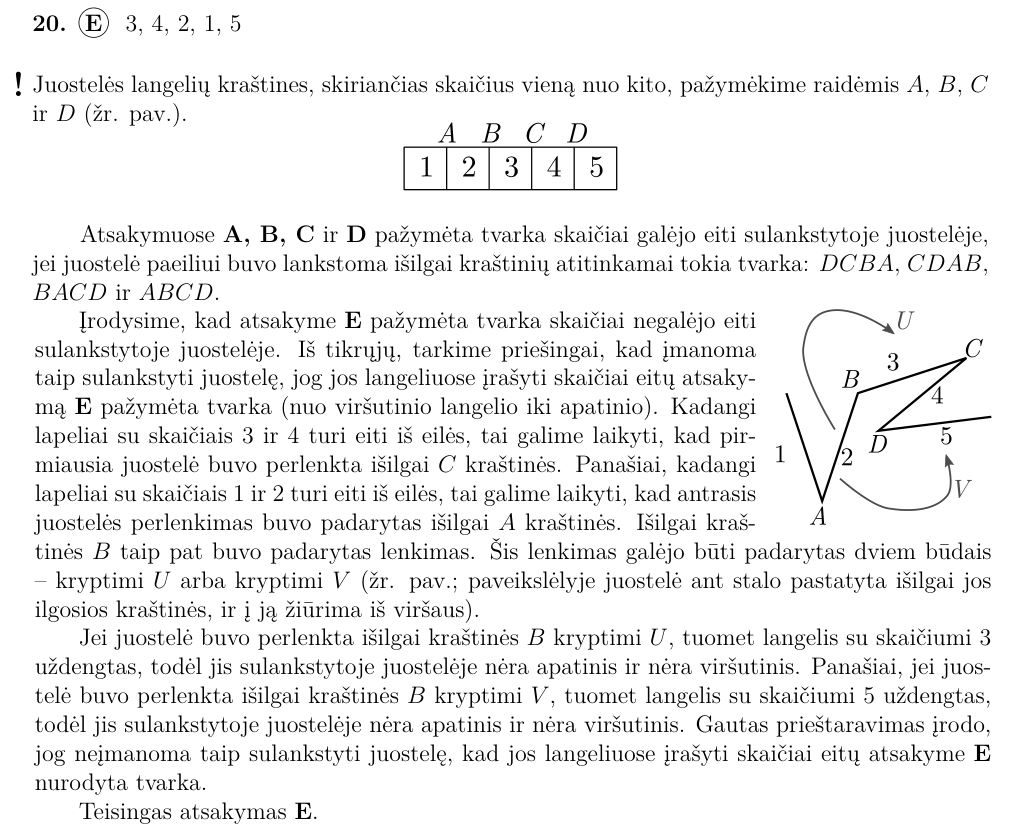 20. E 3, 4, 2, 1, 5
! Juostelės langelių kraštines, skiriančias skaičius vieną nuo kito, pažymėkime raidėmis A, B, C
ir D (žr. pav.).
A B C D
1 2 3 4 5
Atsakymuose A, B, C ir D pažymėta tvarka skaičiai galėjo eiti sulankstytoje juostelėje,
jei juostelė paeiliui buvo lankstoma išilgai kraštinių atitinkamai tokia tvarka: DCBA, CDAB,
BACD ir ABCD.
Įrodysime, kad atsakyme E pažymėta tvarka skaičiai negalėjo eiti
sulankstytoje juostelėje. Iš tikrųjų, tarkime priešingai, kad įmanoma
taip sulankstyti juostelę, jog jos langeliuose įrašyti skaičiai eitų atsaky-
mą E pažymėta tvarka (nuo viršutinio langelio iki apatinio). Kadangi
lapeliai su skaičiais 3 ir 4 turi eiti iš eilės, tai galime laikyti, kad pir-
miausia juostelė buvo perlenkta išilgai C kraštinės. Panašiai, kadangi
lapeliai su skaičiais 1 ir 2 turi eiti iš eilės, tai galime laikyti, kad antrasis
juostelės perlenkimas buvo padarytas išilgai A kraštinės. Išilgai kraš-
tinės B taip pat buvo padarytas lenkimas. Šis lenkimas galėjo būti padarytas dviem būdais
– kryptimi U arba kryptimi V (žr. pav.; paveikslėlyje juostelė ant stalo pastatyta išilgai jos
ilgosios kraštinės, ir į ją žiūrima iš viršaus).
U
C
3
B
4
D
5
1
2
V
A
Jei juostelė buvo perlenkta išilgai kraštinės B kryptimi U, tuomet langelis su skaičiumi 3
uždengtas, todėl jis sulankstytoje juostelėje nėra apatinis ir nėra viršutinis. Panašiai, jei juos-
telė buvo perlenkta išilgai kraštinės B kryptimi V, tuomet langelis su skaičiumi 5 uždengtas,
todėl jis sulankstytoje juostelėje nėra apatinis ir nėra viršutinis. Gautas prieštaravimas įrodo,
jog neįmanoma taip sulankstyti juostelę, kad jos langeliuose įrašyti skaičiai eitų atsakyme E
nurodyta tvarka.
Teisingas atsakymas E.